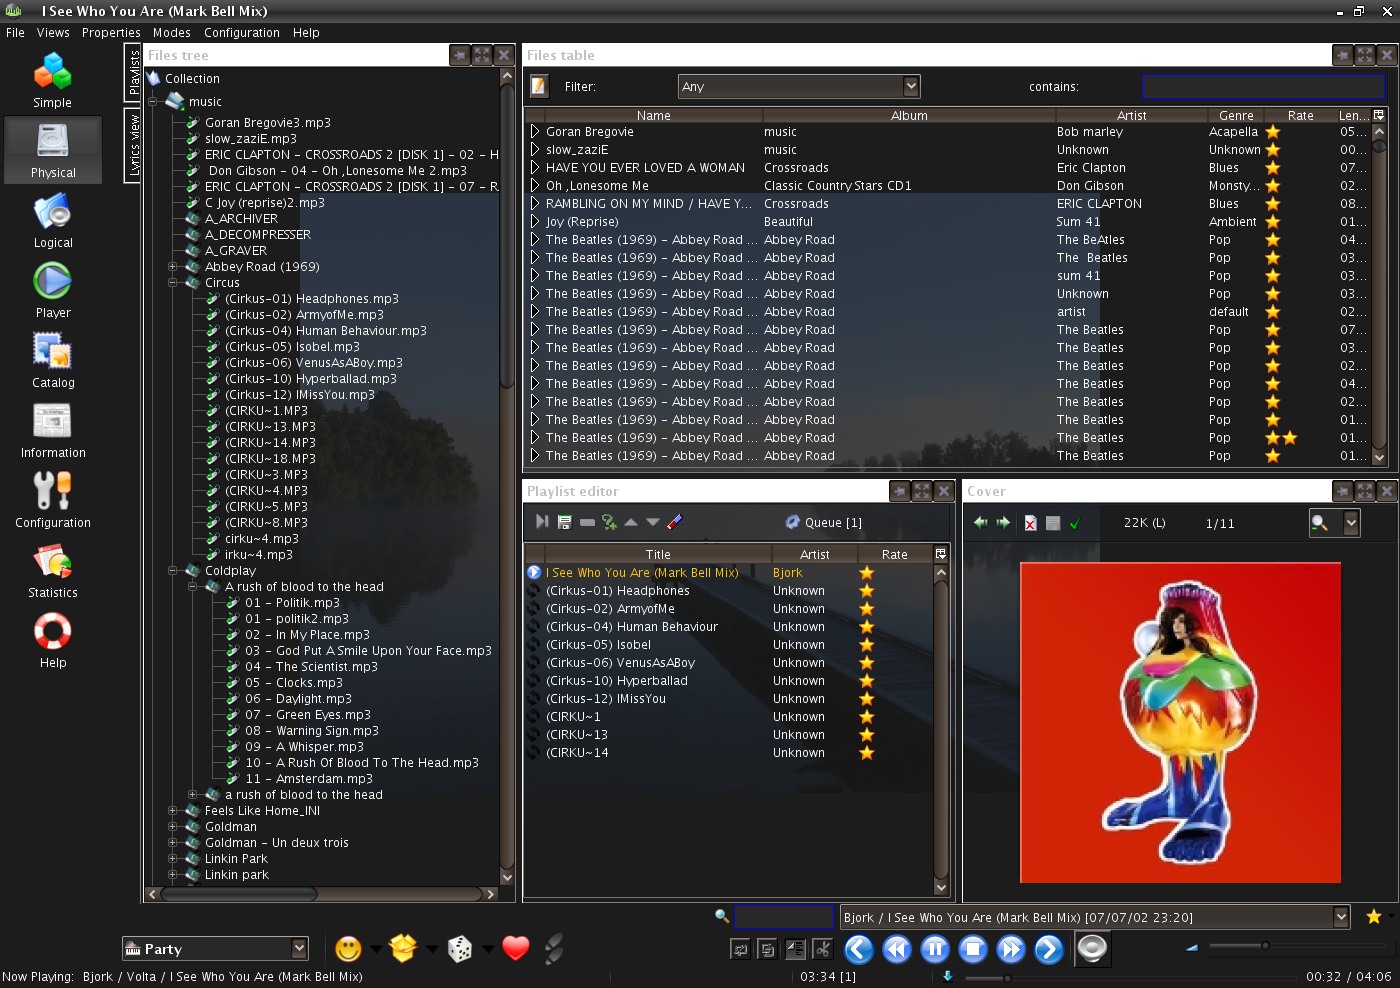 I See Who You Are (Mark Bell Mix)
File Views Properties Modes Configuration Help
Simple
Physical
Logical
Player
Catalog
Information
Configuration
Statistics
Help
Playlists
Lyrics view
Files tree
Collection
music
Goran Bregovie3.mp3
slow_zaziE.mp3
ERIC CLAPTON - CROSSROADS 2 [DISK 1] - 02 - H
Don Gibson - 04 - Oh ,Lonesome Me 2.mp3
ERIC CLAPTON - CROSSROADS 2 [DISK 1] - 07 - R
C Joy (reprise)2.mp3
A_ARCHIVER
A_DECOMPRESSER
A_GRAVER
Abbey Road (1969)
Circus
(Cirkus-01) Headphones.mp3
(Cirkus-02) ArmyofMe.mp3
(Cirkus-04) Human Behaviour.mp3
(Cirkus-05) Isobel.mp3
(Cirkus-06) VenusAsABoy.mp3
(Cirkus-10) Hyperballad.mp3
(Cirkus-12) IMissYou.mp3
(CIRKU~1.MP3
(CIRKU~13.MP3
(CIRKU~14.MP3
(CIRKU~18.MP3
(CIRKU~3.MP3
(CIRKU~4.MP3
(CIRKU~5.MP3
(CIRKU~8.MP3
cirku~4.mp3
irku~4.mp3
Coldplay
A rush of blood to the head
01 - Politik.mp3
01 - politik2.mp3
02 - In My Place.mp3
03 - God Put A Smile Upon Your Face.mp3
04 - The Scientist.mp3
05 - Clocks.mp3
06 - Daylight.mp3
07 - Green Eyes.mp3
08 - Warning Sign.mp3
09 - A Whisper.mp3
10 - A Rush Of Blood To The Head.mp3
11 - Amsterdam.mp3
a rush of blood to the head
Feels Like Home_INI
Goldman
Goldman - Un deux trois
Linkin Park
Linkin park
Files table
Filter: Any contains:
Name Album Artist Genre Rate Len...
Goran Bregovie music Bob marley Acapella 05...
slow_zaziE music Unknown Unknown 00...
HAVE YOU EVER LOVED A WOMAN Crossroads Eric Clapton Blues 07...
Oh ,Lonesome Me Classic Country Stars CD1 Don Gibson Monsty... 02...
RAMBLING ON MY MIND / HAVE Y... Crossroads ERIC CLAPTON Blues 08...
Joy (Reprise) Beautiful Sum 41 Ambient 01...
The Beatles (1969) - Abbey Road ... Abbey Road The BeAtles Pop 04...
The Beatles (1969) - Abbey Road ... Abbey Road The Beatles Pop 03...
The Beatles (1969) - Abbey Road ... Abbey Road sum 41 Pop 03...
The Beatles (1969) - Abbey Road ... Abbey Road Unknown Pop 03...
The Beatles (1969) - Abbey Road ... Abbey Road artist default 02...
The Beatles (1969) - Abbey Road ... Abbey Road The Beatles Pop 07...
The Beatles (1969) - Abbey Road ... Abbey Road The Beatles Pop 03...
The Beatles (1969) - Abbey Road ... Abbey Road The Beatles Pop 02...
The Beatles (1969) - Abbey Road ... Abbey Road The Beatles Pop 04...
The Beatles (1969) - Abbey Road ... Abbey Road The Beatles Pop 02...
The Beatles (1969) - Abbey Road ... Abbey Road The Beatles Pop 01...
The Beatles (1969) - Abbey Road ... Abbey Road The Beatles Pop 01...
The Beatles (1969) - Abbey Road ... Abbey Road The Beatles Pop 01...
Playlist editor
Queue [1]
Title Artist Rate
I See Who You Are (Mark Bell Mix) Bjork
(Cirkus-01) Headphones Unknown
(Cirkus-02) ArmyofMe Unknown
(Cirkus-04) Human Behaviour Unknown
(Cirkus-05) Isobel Unknown
(Cirkus-06) VenusAsABoy Unknown
(Cirkus-10) Hyperballad Unknown
(Cirkus-12) IMissYou Unknown
(CIRKU~1 Unknown
(CIRKU~13 Unknown
(CIRKU~14 Unknown
Cover
22K (L) 1/11
Bjork / I See Who You Are (Mark Bell Mix) [07/07/02 23:20]
Party
Now Playing: Bjork / Volta / I See Who You Are (Mark Bell Mix) 03:34 [1] 00:32 / 04:06